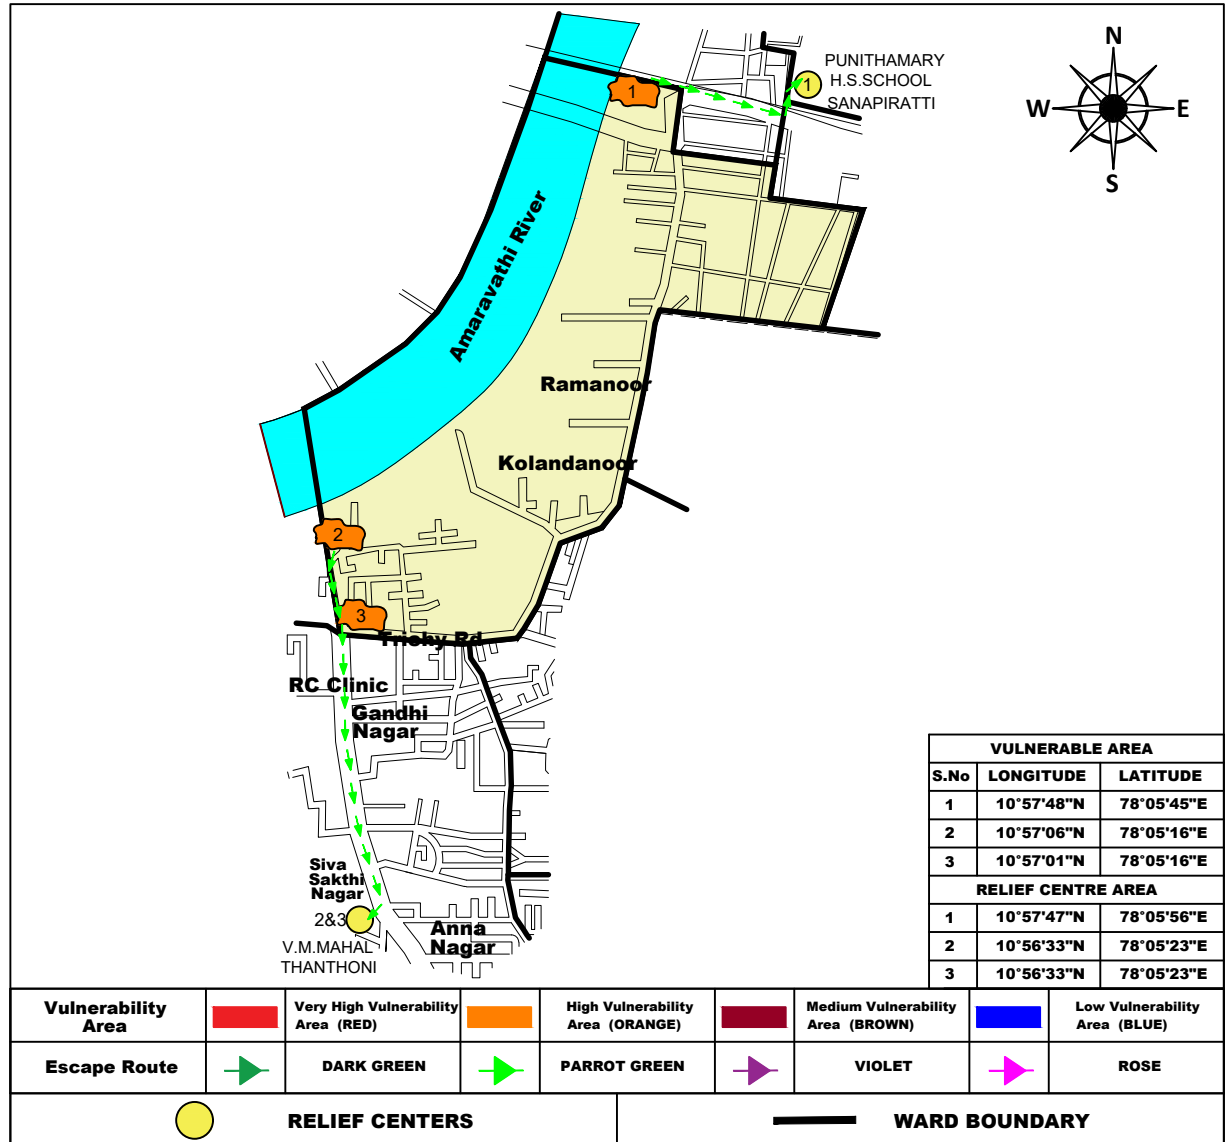 PUNITHAMARY
H.S.SCHOOL
SANAPIRATTI
1
1
N
W
E
S
Amaravathi River
Ramanoor
Kolandanoor
2
3
Trichy Rd
RC Clinic
Gandhi
Nagar
Siva
Sakthi
Nagar
2&3
V.M.MAHAL
THANTHONI
Anna
Nagar
VULNERABLE AREA
S.No LONGITUDE LATITUDE
1 10°57'48"N 78°05'45"E
2 10°57'06"N 78°05'16"E
3 10°57'01"N 78°05'16"E
RELIEF CENTRE AREA
1 10°57'47"N 78°05'56"E
2 10°56'33"N 78°05'23"E
3 10°56'33"N 78°05'23"E
Vulnerability
Area
Very High Vulnerability
Area (RED)
High Vulnerability
Area (ORANGE)
Medium Vulnerability
Area (BROWN)
Low Vulnerability
Area (BLUE)
Escape Route
DARK GREEN
PARROT GREEN
VIOLET
ROSE
RELIEF CENTERS
WARD BOUNDARY